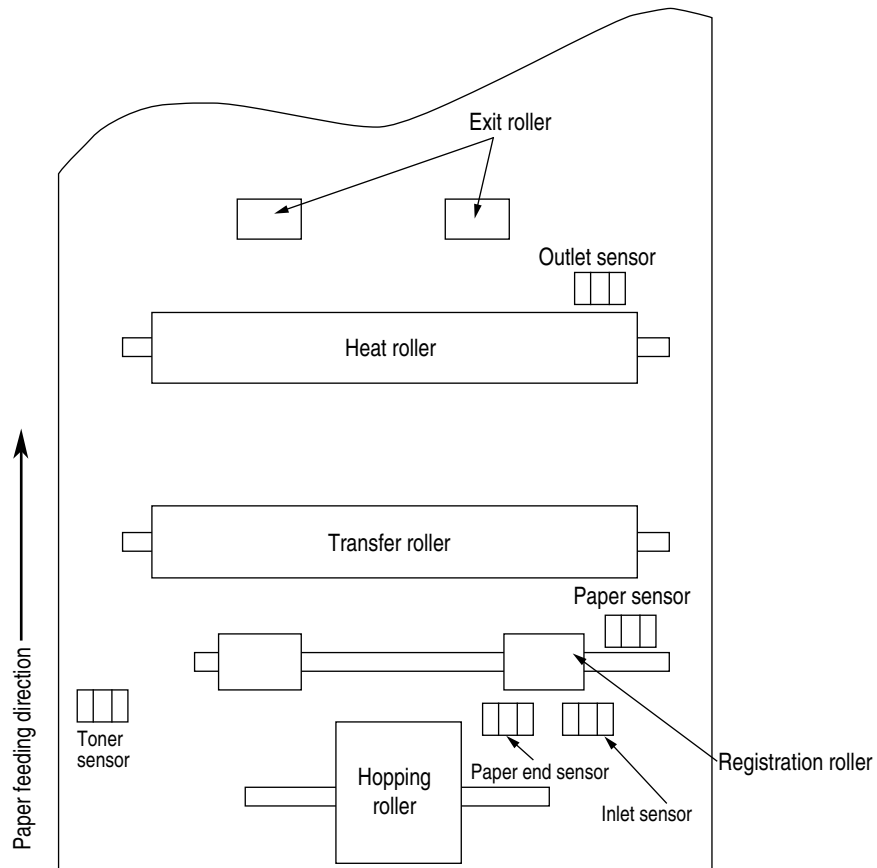 Exit roller
Outlet sensor
Heat roller
Transfer roller
Paper sensor
Paper feeding direction
Toner
sensor
Hopping
roller
Paper end sensor
Registration roller
Inlet sensor